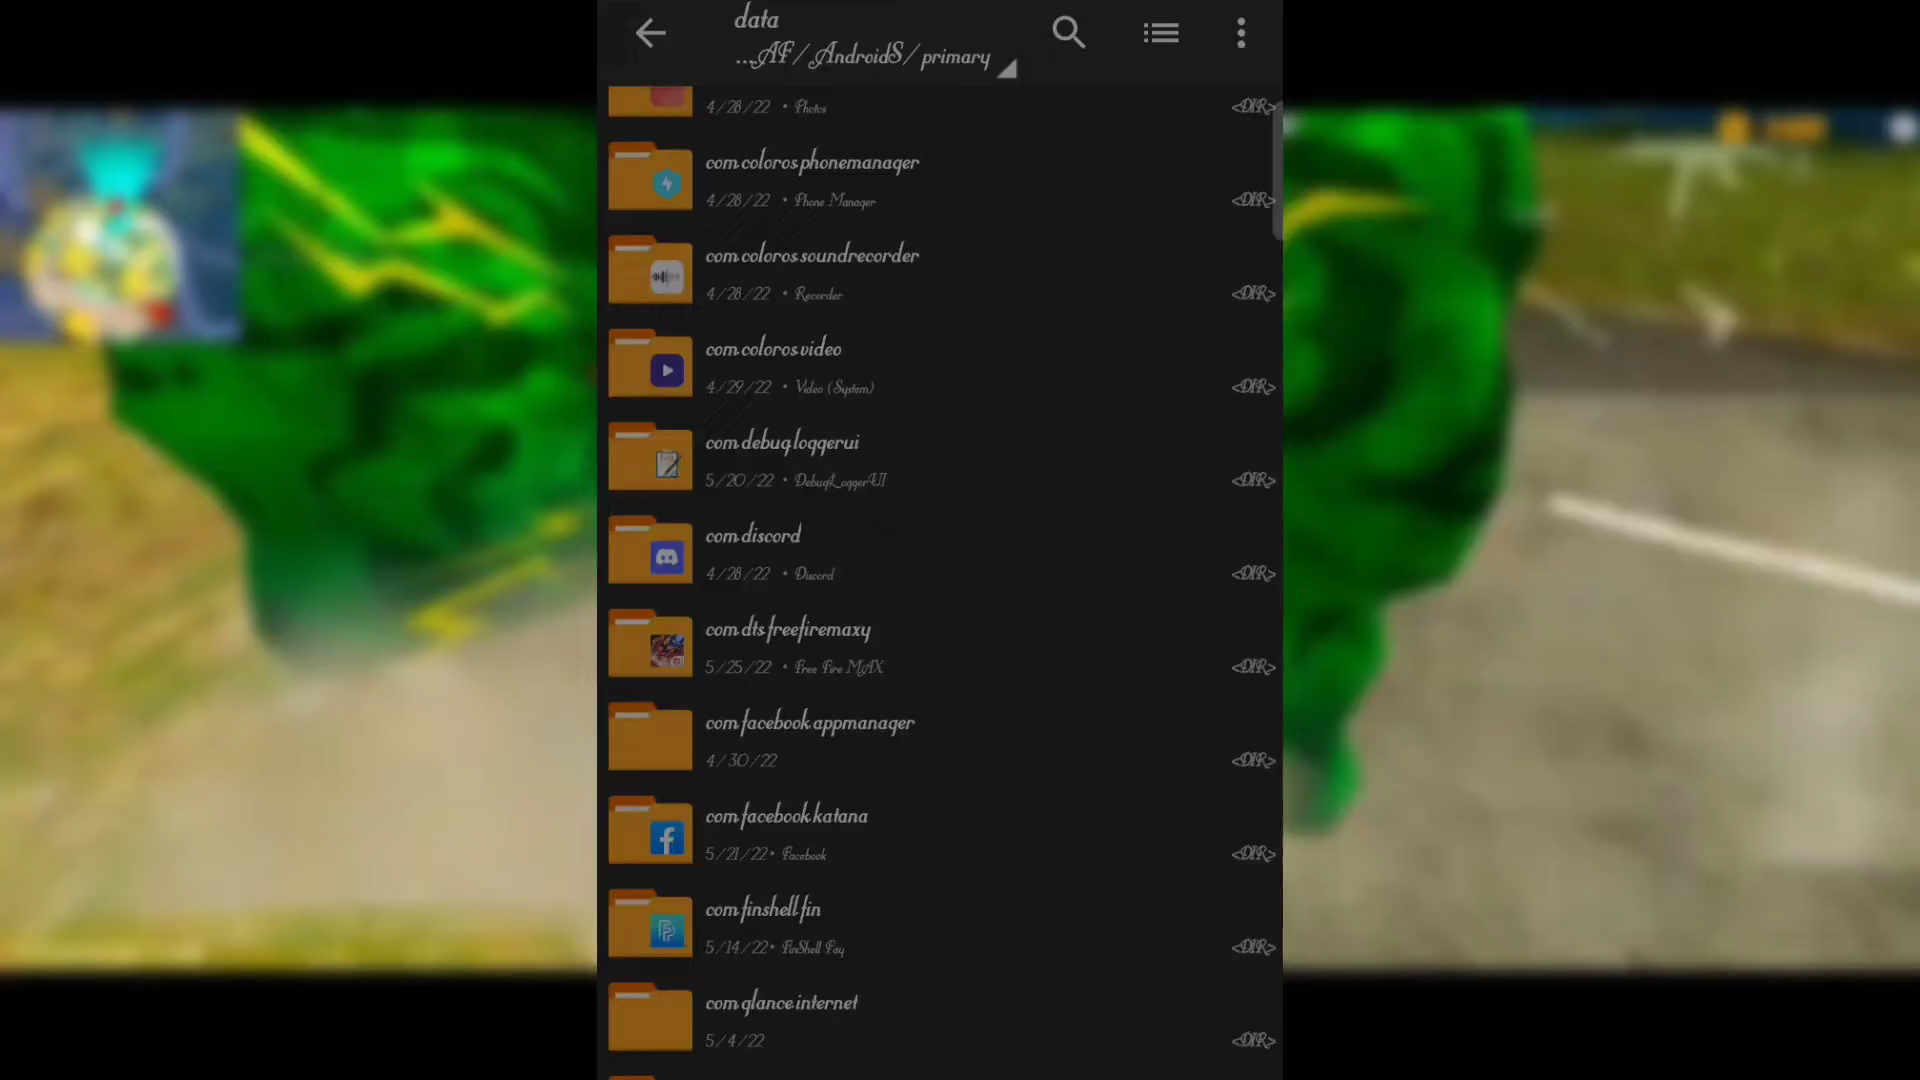 data
...AF/AndroidS/primary
4/28/22 • Photos <DIR>
com.coloros.phonemanager
4/28/22 • Phone Manager <DIR>
com.coloros.soundrecorder
4/28/22 • Recorder <DIR>
com.coloros.video
4/29/22 • Video (System) <DIR>
com.debug.loggerui
5/20/22 • DebugLoggerUI <DIR>
com.discord
4/28/22 • Discord <DIR>
com.dts.freefiremaxy
5/25/22 • Free Fire MAX <DIR>
com.facebook.appmanager
4/30/22 <DIR>
com.facebook.katana
5/21/22 • Facebook <DIR>
com.finshell.fin
5/14/22 • FinShell Pay <DIR>
com.glance.internet
5/4/22 <DIR>